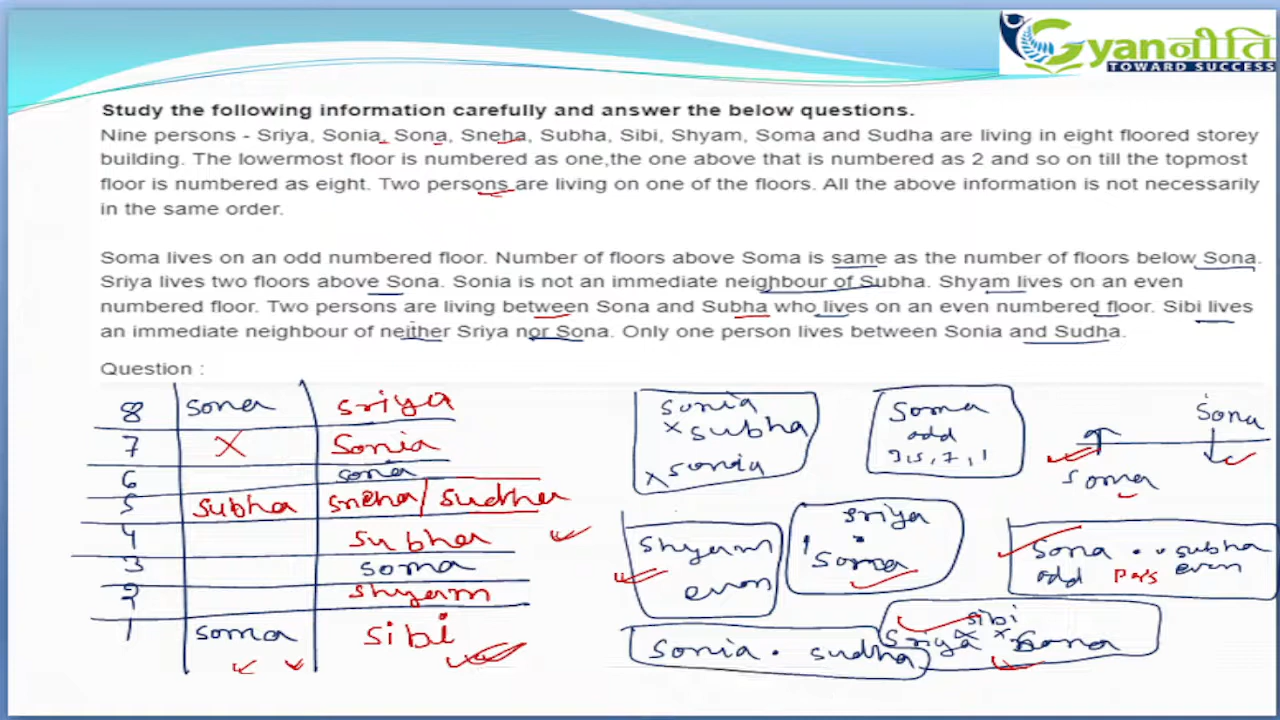 Gyanनीति
TOWARD SUCCESS
Study the following information carefully and answer the below questions.
Nine persons - Sriya, Sonia, Sona, Sneha, Subha, Sibi, Shyam, Soma and Sudha are living in eight floored storey
building. The lowermost floor is numbered as one,the one above that is numbered as 2 and so on till the topmost
floor is numbered as eight. Two persons are living on one of the floors. All the above information is not necessarily
in the same order.
Soma lives on an odd numbered floor. Number of floors above Soma is same as the number of floors below Sona.
Sriya lives two floors above Sona. Sonia is not an immediate neighbour of Subha. Shyam lives on an even
numbered floor. Two persons are living between Sona and Subha who lives on an even numbered floor. Sibi lives
an immediate neighbour of neither Sriya nor Sona. Only one person lives between Sonia and Sudha.
Question :
8 sona sriya
7 X Sonia
6 sona
5 subha sneha/ sudha
4 subha
3 soma
2 shyam
1 soma sibi
sonia
x subha
x sonia
Soma
odd
3,5,7,1
Sona
soma
shyam
even
sriya
1
soma
Sona . . subha
odd pers even
sibi
Sriya x x Sona
Sonia . sudha